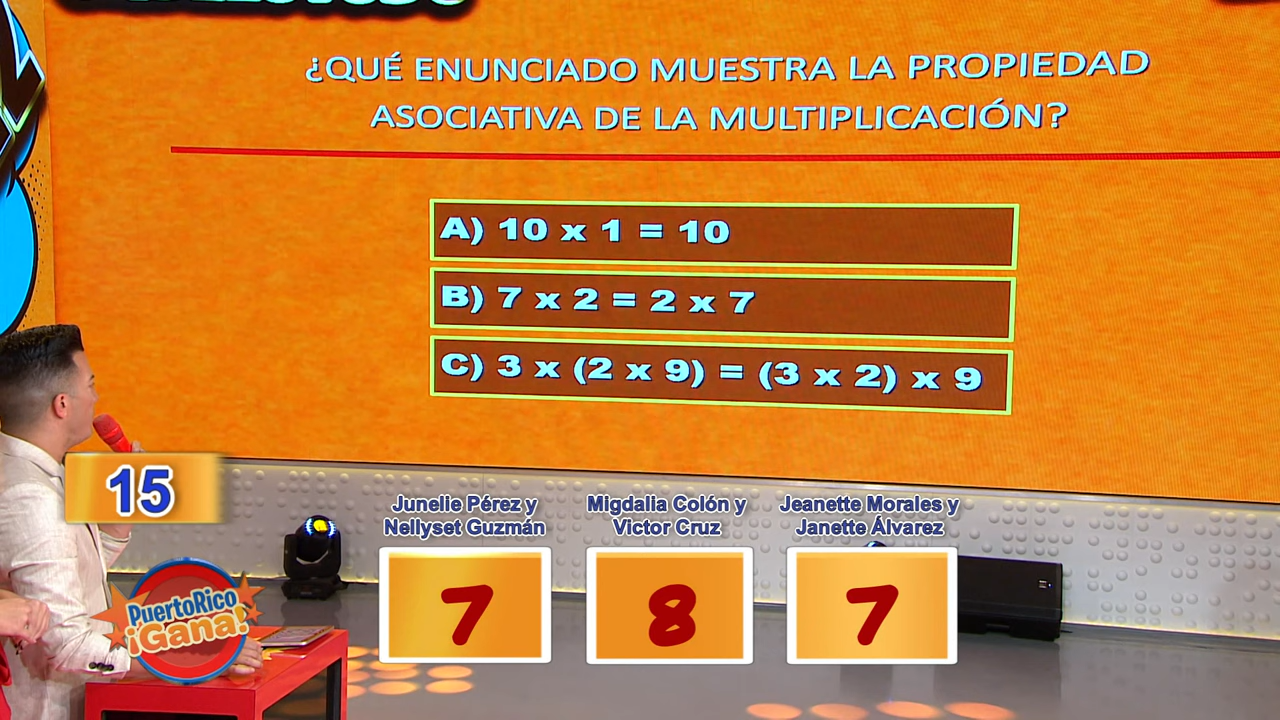 ¿QUÉ ENUNCIADO MUESTRA LA PROPIEDAD
ASOCIATIVA DE LA MULTIPLICACIÓN?
A) 10 x 1 = 10
B) 7 x 2 = 2 x 7
C) 3 x (2 x 9) = (3 x 2) x 9
15
Junelie Pérez y
Nellyset Guzmán
Migdalia Colón y
Victor Cruz
Jeanette Morales y
Janette Álvarez
7
8
7
PuertoRico
¡Gana!